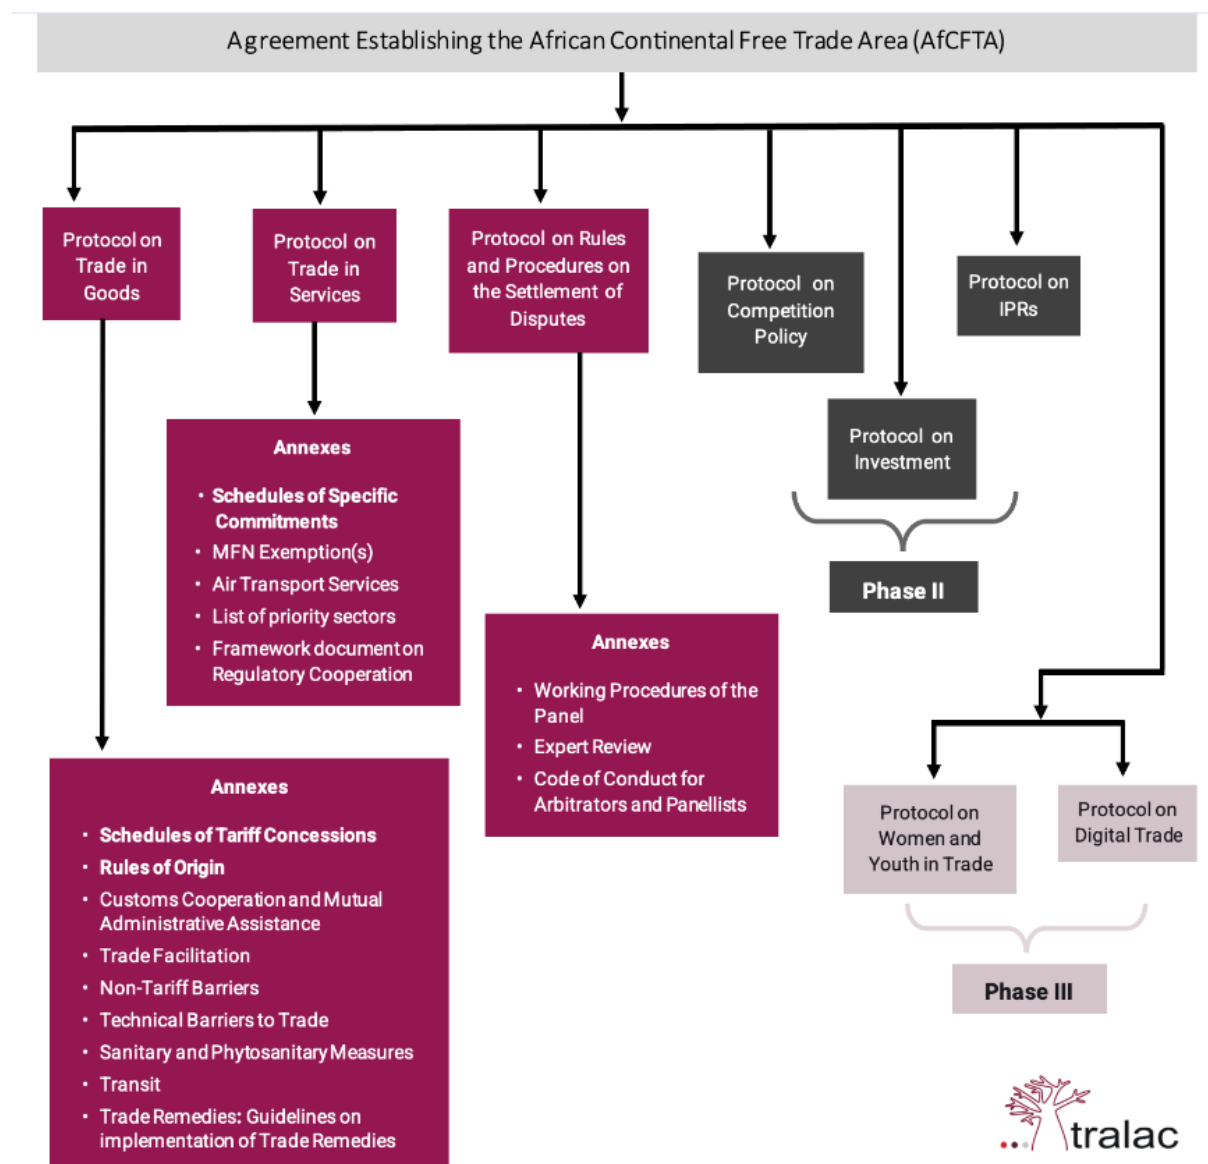 Agreement Establishing the African Continental Free Trade Area (AfCFTA)
Protocol on
Trade in
Goods
Protocol on
Trade in
Services
Protocol on Rules
and Procedures on
the Settlement of
Disputes
Protocol on
Competition
Policy
Protocol on
IPRs
Protocol on
Investment
Phase II
Annexes
• Schedules of Specific
Commitments
• MFN Exemption(s)
• Air Transport Services
• List of priority sectors
• Framework document on
Regulatory Cooperation
Annexes
• Working Procedures of the
Panel
• Expert Review
• Code of Conduct for
Arbitrators and Panellists
Annexes
• Schedules of Tariff Concessions
• Rules of Origin
• Customs Cooperation and Mutual
Administrative Assistance
• Trade Facilitation
• Non-Tariff Barriers
• Technical Barriers to Trade
• Sanitary and Phytosanitary Measures
• Transit
• Trade Remedies: Guidelines on
implementation of Trade Remedies
Protocol on
Women and
Youth in Trade
Protocol on
Digital Trade
Phase III
tralac